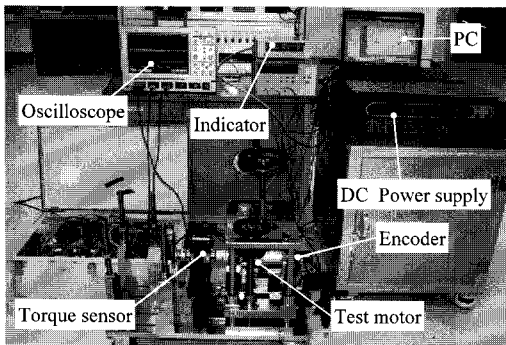 PC
Oscilloscope
Indicator
DC Power supply
Encoder
Torque sensor
Test motor